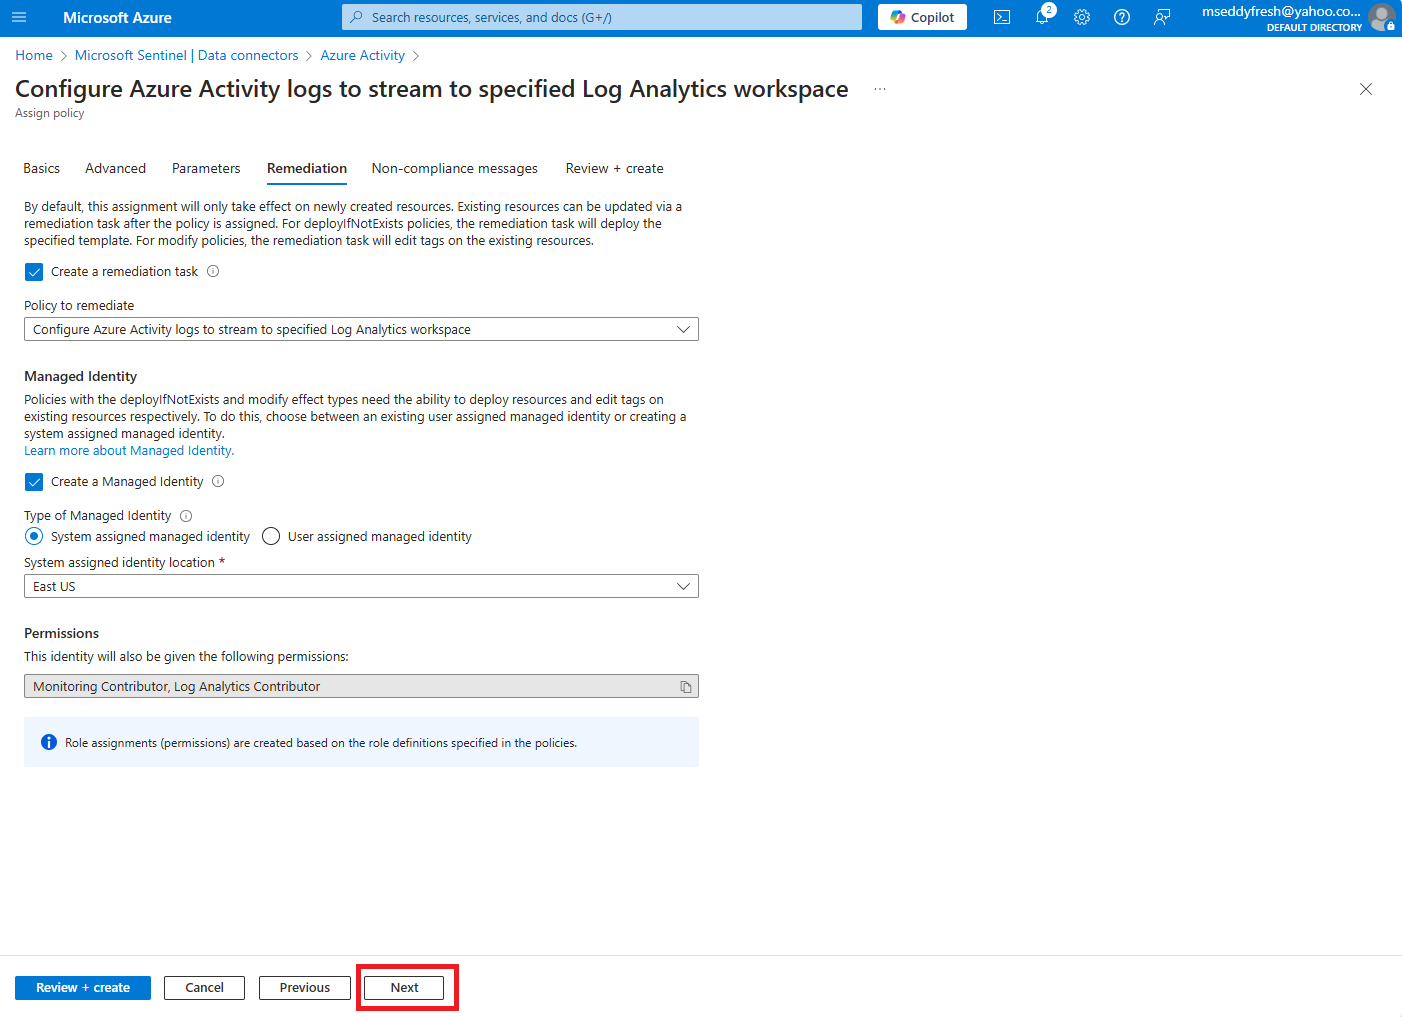 Microsoft Azure
Search resources, services, and docs (G+/)
Copilot
2
mseddyfresh@yahoo.co...
DEFAULT DIRECTORY
Home > Microsoft Sentinel | Data connectors > Azure Activity >
Configure Azure Activity logs to stream to specified Log Analytics workspace ...
Assign policy
Basics Advanced Parameters Remediation Non-compliance messages Review + create
By default, this assignment will only take effect on newly created resources. Existing resources can be updated via a
remediation task after the policy is assigned. For deployIfNotExists policies, the remediation task will deploy the
specified template. For modify policies, the remediation task will edit tags on the existing resources.
Create a remediation task
Policy to remediate
Configure Azure Activity logs to stream to specified Log Analytics workspace
Managed Identity
Policies with the deployIfNotExists and modify effect types need the ability to deploy resources and edit tags on
existing resources respectively. To do this, choose between an existing user assigned managed identity or creating a
system assigned managed identity.
Learn more about Managed Identity.
Create a Managed Identity
Type of Managed Identity
System assigned managed identity User assigned managed identity
System assigned identity location *
East US
Permissions
This identity will also be given the following permissions:
Monitoring Contributor, Log Analytics Contributor
Role assignments (permissions) are created based on the role definitions specified in the policies.
Review + create Cancel Previous Next